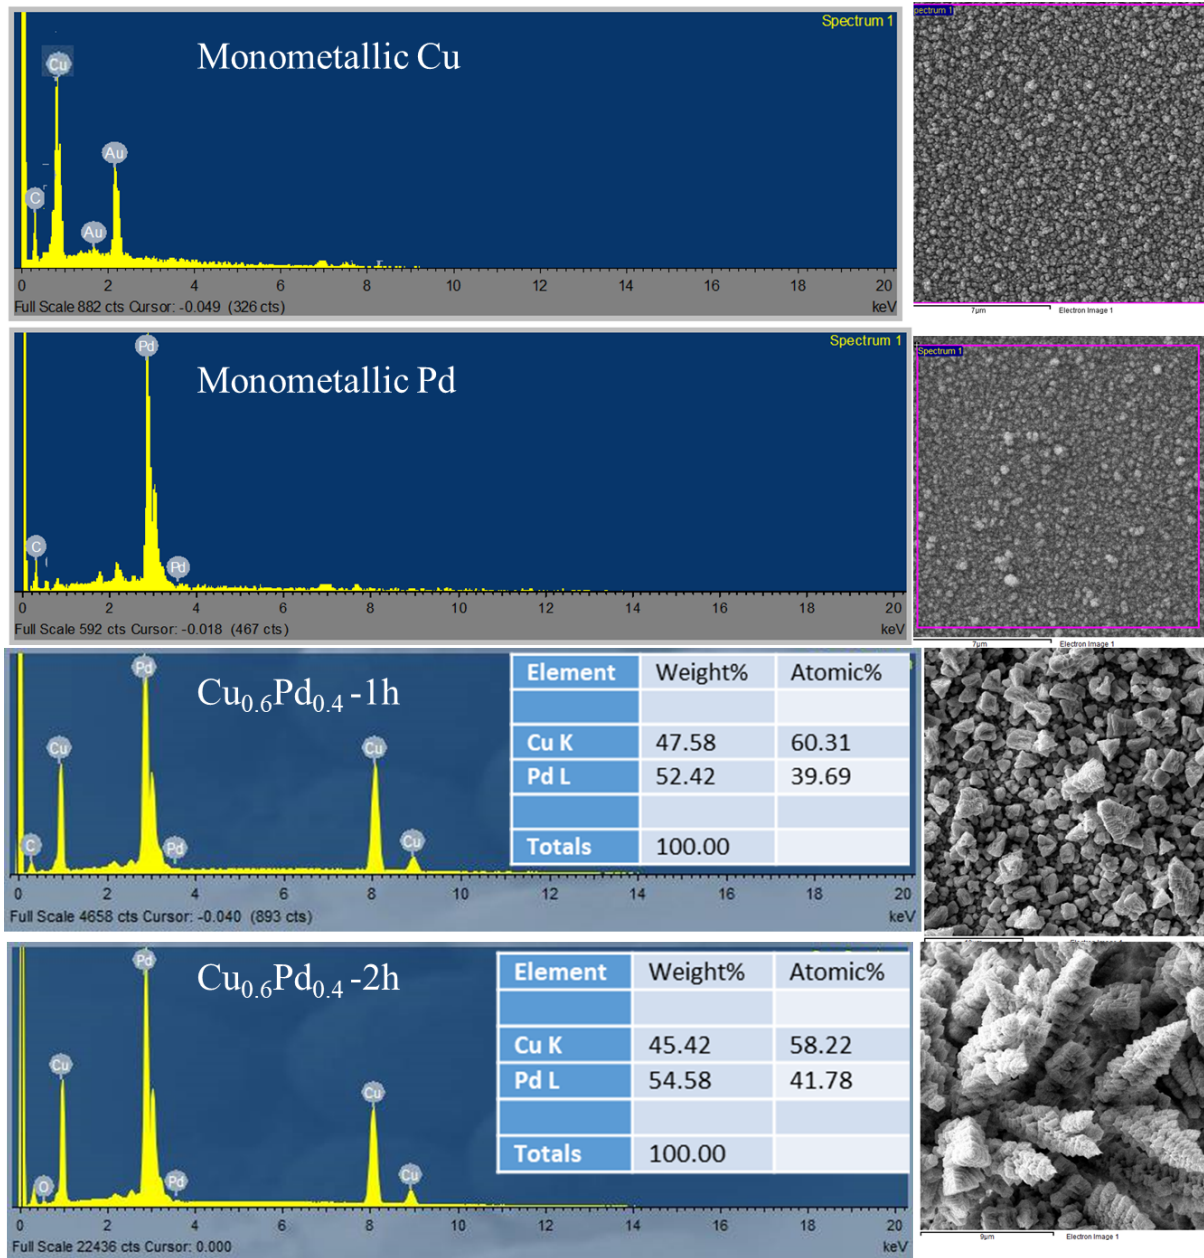 Spectrum 1
Monometallic Cu
Cu
Au
C
Au
0 2 4 6 8 10 12 14 16 18 20
Full Scale 882 cts Cursor: -0.049 (326 cts) keV
Spectrum 1
7µm Electron Image 1
Spectrum 1
Monometallic Pd
Pd
C
Pd
0 2 4 6 8 10 12 14 16 18 20
Full Scale 592 cts Cursor: -0.018 (467 cts) keV
Spectrum 1
7µm Electron Image 1
Cu0.6Pd0.4 -1h
Pd
Cu
Cu
C
Pd
Cu
Element Weight% Atomic%
Cu K 47.58 60.31
Pd L 52.42 39.69
Totals 100.00
0 2 4 6 8 10 12 14 16 18 20
Full Scale 4658 cts Cursor: -0.040 (893 cts) keV
Electron Image 1
Cu0.6Pd0.4 -2h
Pd
Cu
Cu
O
Pd
Cu
Element Weight% Atomic%
Cu K 45.42 58.22
Pd L 54.58 41.78
Totals 100.00
0 2 4 6 8 10 12 14 16 18 20
Full Scale 22436 cts Cursor: 0.000 keV
9µm Electron Image 1